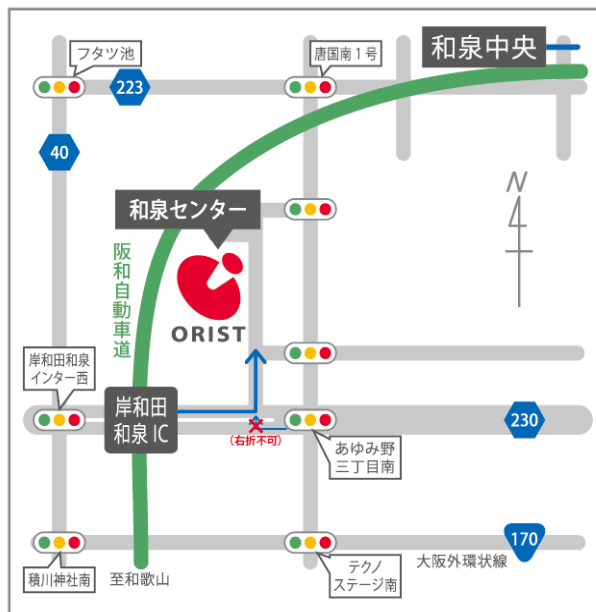 フタツ池
唐国南1号
和泉中央
223
40
N
和泉センター
阪和自動車道
ORIST
岸和田和泉
インター西
岸和田
和泉IC
230
(右折不可)
あゆみ野
三丁目南
170
大阪外環状線
積川神社南
至和歌山
テクノ
ステージ南